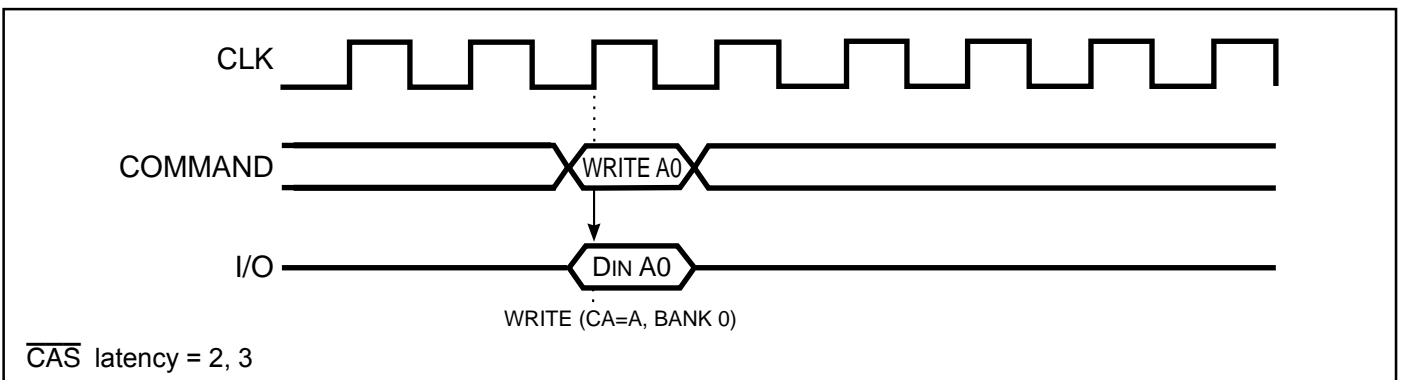 CLK
COMMAND
WRITE A0
I/O
DIN A0
WRITE (CA=A, BANK 0)
CAS latency = 2, 3